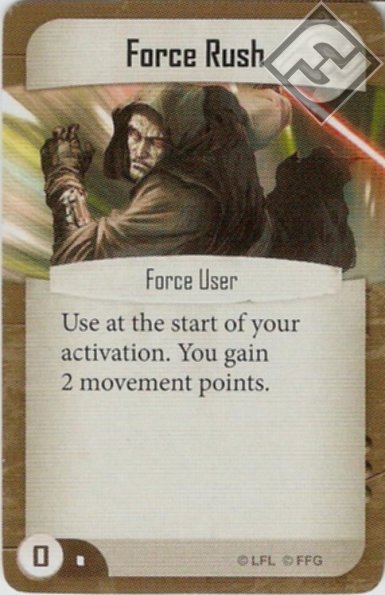 Force Rush
Force User
Use at the start of your
activation. You gain
2 movement points.
0
© LFL © FFG